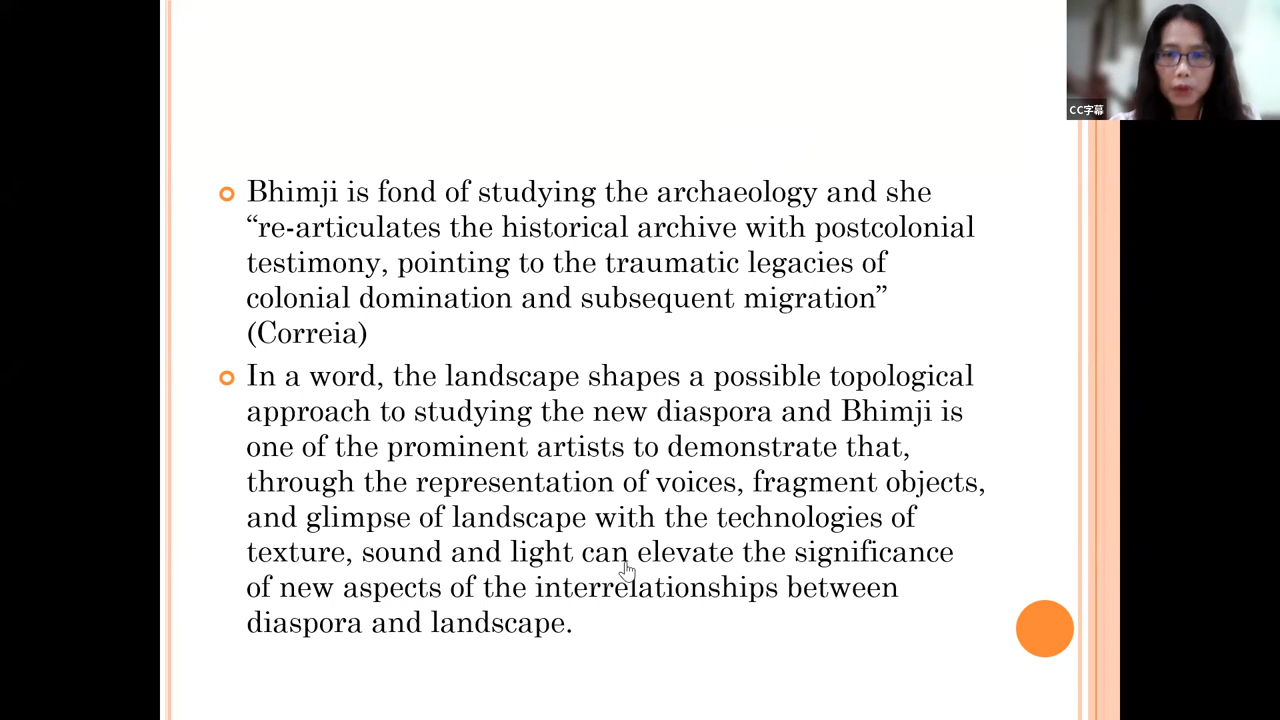 CC字幕
Bhimji is fond of studying the archaeology and she
“re-articulates the historical archive with postcolonial
testimony, pointing to the traumatic legacies of
colonial domination and subsequent migration”
(Correia)
In a word, the landscape shapes a possible topological
approach to studying the new diaspora and Bhimji is
one of the prominent artists to demonstrate that,
through the representation of voices, fragment objects,
and glimpse of landscape with the technologies of
texture, sound and light can elevate the significance
of new aspects of the interrelationships between
diaspora and landscape.